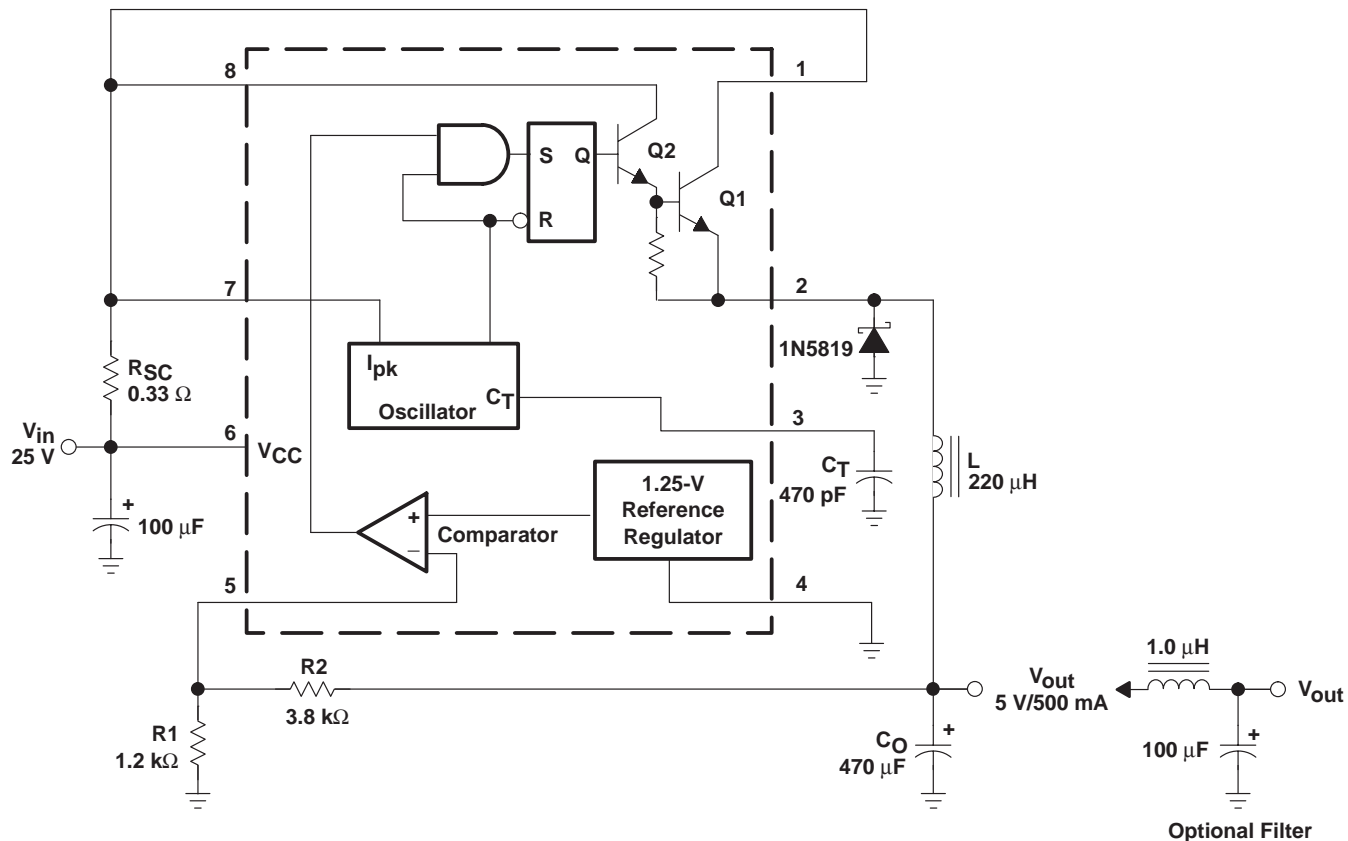 8
1
Q2
S
Q
Q1
R
7
2
1N5819
RSC
0.33 Ω
Ipk
CT
Oscillator
3
Vin
25 V
6
VCC
CT
470 pF
L
220 μH
1.25-V
Reference
Regulator
+
100 μF
+
_
Comparator
5
4
R2
3.8 kΩ
1.0 μH
Vout
5 V/500 mA
Vout
R1
1.2 kΩ
CO
470 μF
+
100 μF
+
Optional Filter